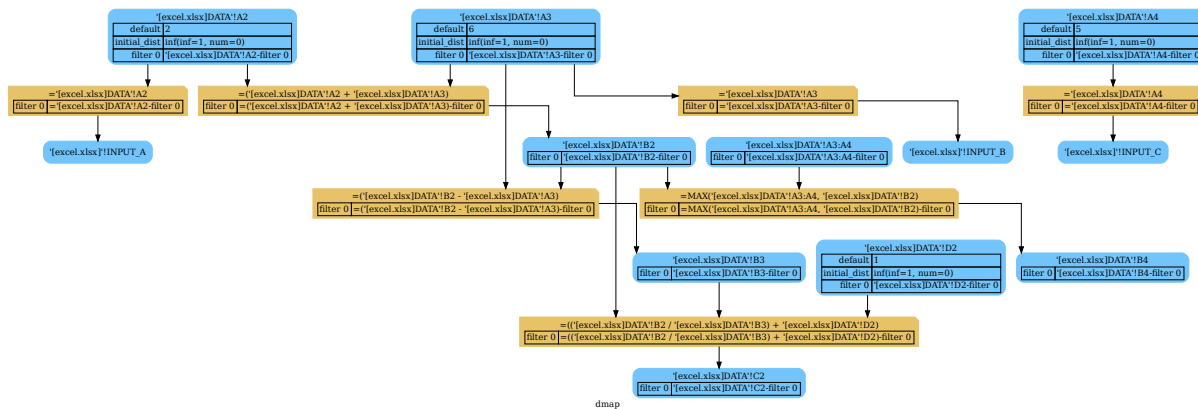 '[excel.xlsx]DATA'!A2
default 2
initial_dist inf(inf=1, num=0)
filter 0 '[excel.xlsx]DATA'!A2-filter 0
'[excel.xlsx]DATA'!A3
default 6
initial_dist inf(inf=1, num=0)
filter 0 '[excel.xlsx]DATA'!A3-filter 0
'[excel.xlsx]DATA'!A4
default 5
initial_dist inf(inf=1, num=0)
filter 0 '[excel.xlsx]DATA'!A4-filter 0
='[excel.xlsx]DATA'!A2
filter 0 ='[excel.xlsx]DATA'!A2-filter 0
=('[excel.xlsx]DATA'!A2 + '[excel.xlsx]DATA'!A3)
filter 0 =('[excel.xlsx]DATA'!A2 + '[excel.xlsx]DATA'!A3)-filter 0
='[excel.xlsx]DATA'!A3
filter 0 ='[excel.xlsx]DATA'!A3-filter 0
='[excel.xlsx]DATA'!A4
filter 0 ='[excel.xlsx]DATA'!A4-filter 0
'[excel.xlsx]'!INPUT_A
'[excel.xlsx]DATA'!B2
filter 0 '[excel.xlsx]DATA'!B2-filter 0
'[excel.xlsx]DATA'!A3:A4
filter 0 '[excel.xlsx]DATA'!A3:A4-filter 0
'[excel.xlsx]'!INPUT_B
'[excel.xlsx]'!INPUT_C
=('[excel.xlsx]DATA'!B2 - '[excel.xlsx]DATA'!A3)
filter 0 =('[excel.xlsx]DATA'!B2 - '[excel.xlsx]DATA'!A3)-filter 0
=MAX('[excel.xlsx]DATA'!A3:A4, '[excel.xlsx]DATA'!B2)
filter 0 =MAX('[excel.xlsx]DATA'!A3:A4, '[excel.xlsx]DATA'!B2)-filter 0
'[excel.xlsx]DATA'!B3
filter 0 '[excel.xlsx]DATA'!B3-filter 0
'[excel.xlsx]DATA'!D2
default 1
initial_dist inf(inf=1, num=0)
filter 0 '[excel.xlsx]DATA'!D2-filter 0
'[excel.xlsx]DATA'!B4
filter 0 '[excel.xlsx]DATA'!B4-filter 0
=(('[excel.xlsx]DATA'!B2 / '[excel.xlsx]DATA'!B3) + '[excel.xlsx]DATA'!D2)
filter 0 =(('[excel.xlsx]DATA'!B2 / '[excel.xlsx]DATA'!B3) + '[excel.xlsx]DATA'!D2)-filter 0
'[excel.xlsx]DATA'!C2
filter 0 '[excel.xlsx]DATA'!C2-filter 0
dmap